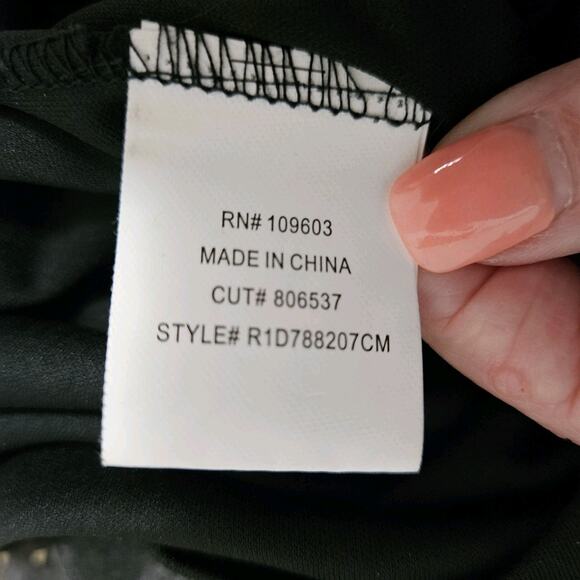 RN# 109603
MADE IN CHINA
CUT# 806537
STYLE# R1D788207CM